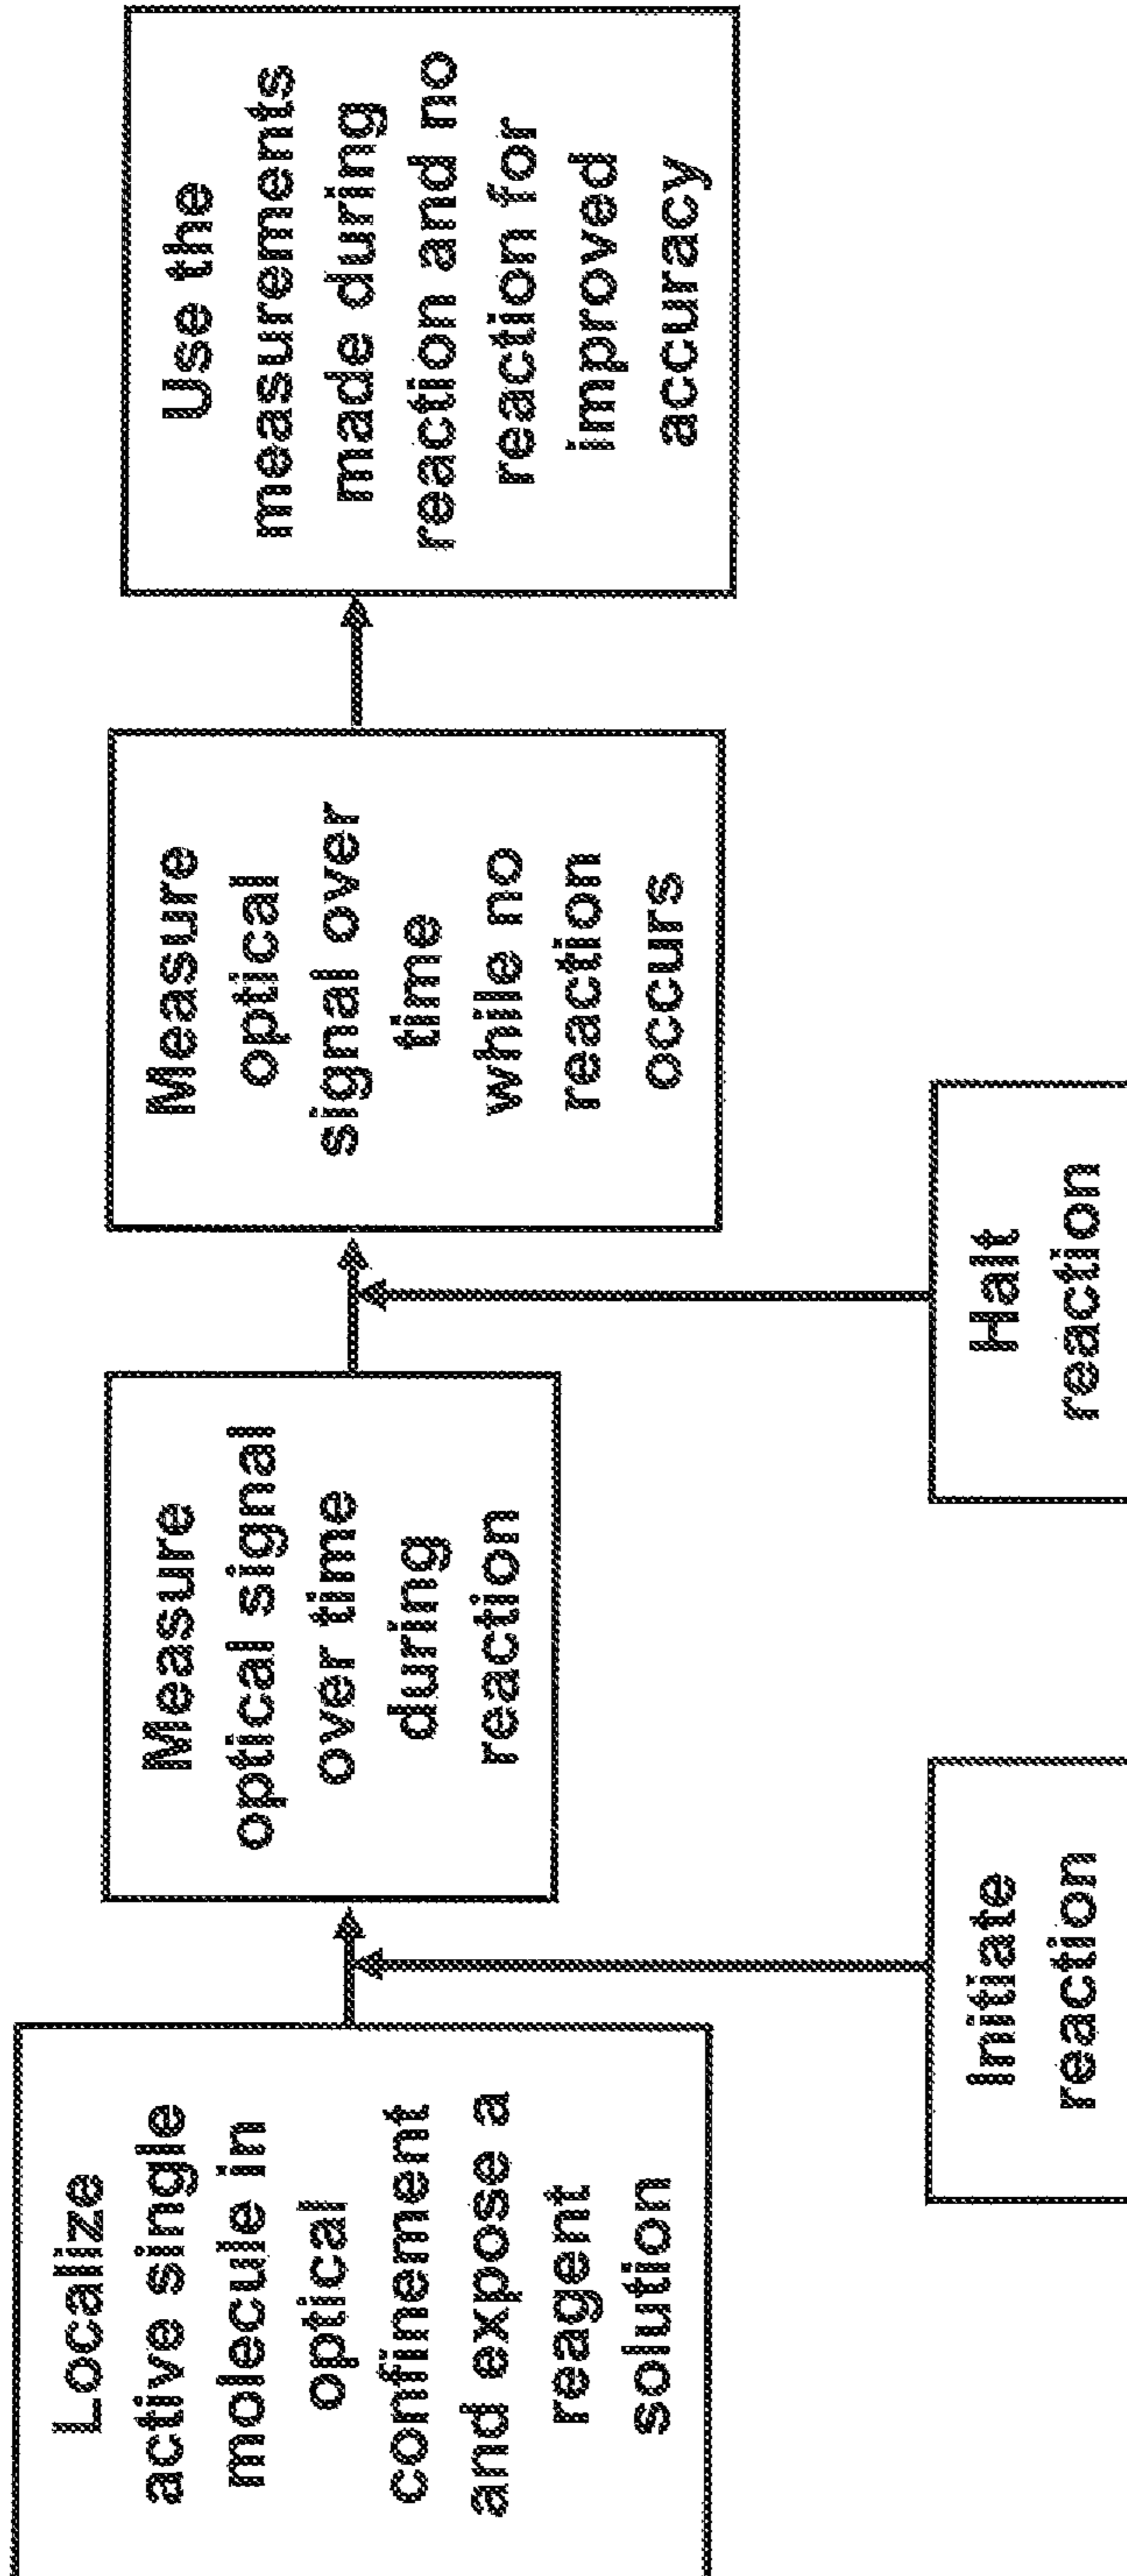 Localize
active single
molecule in
optical
confinement
and expose a
reagent
solution
Initiate
reaction
Measure
optical signal
over time
during
reaction
Halt
reaction
Measure
optical
signal over
time
while no
reaction
occurs
Use the
measurements
made during
reaction and no
reaction for
improved
accuracy